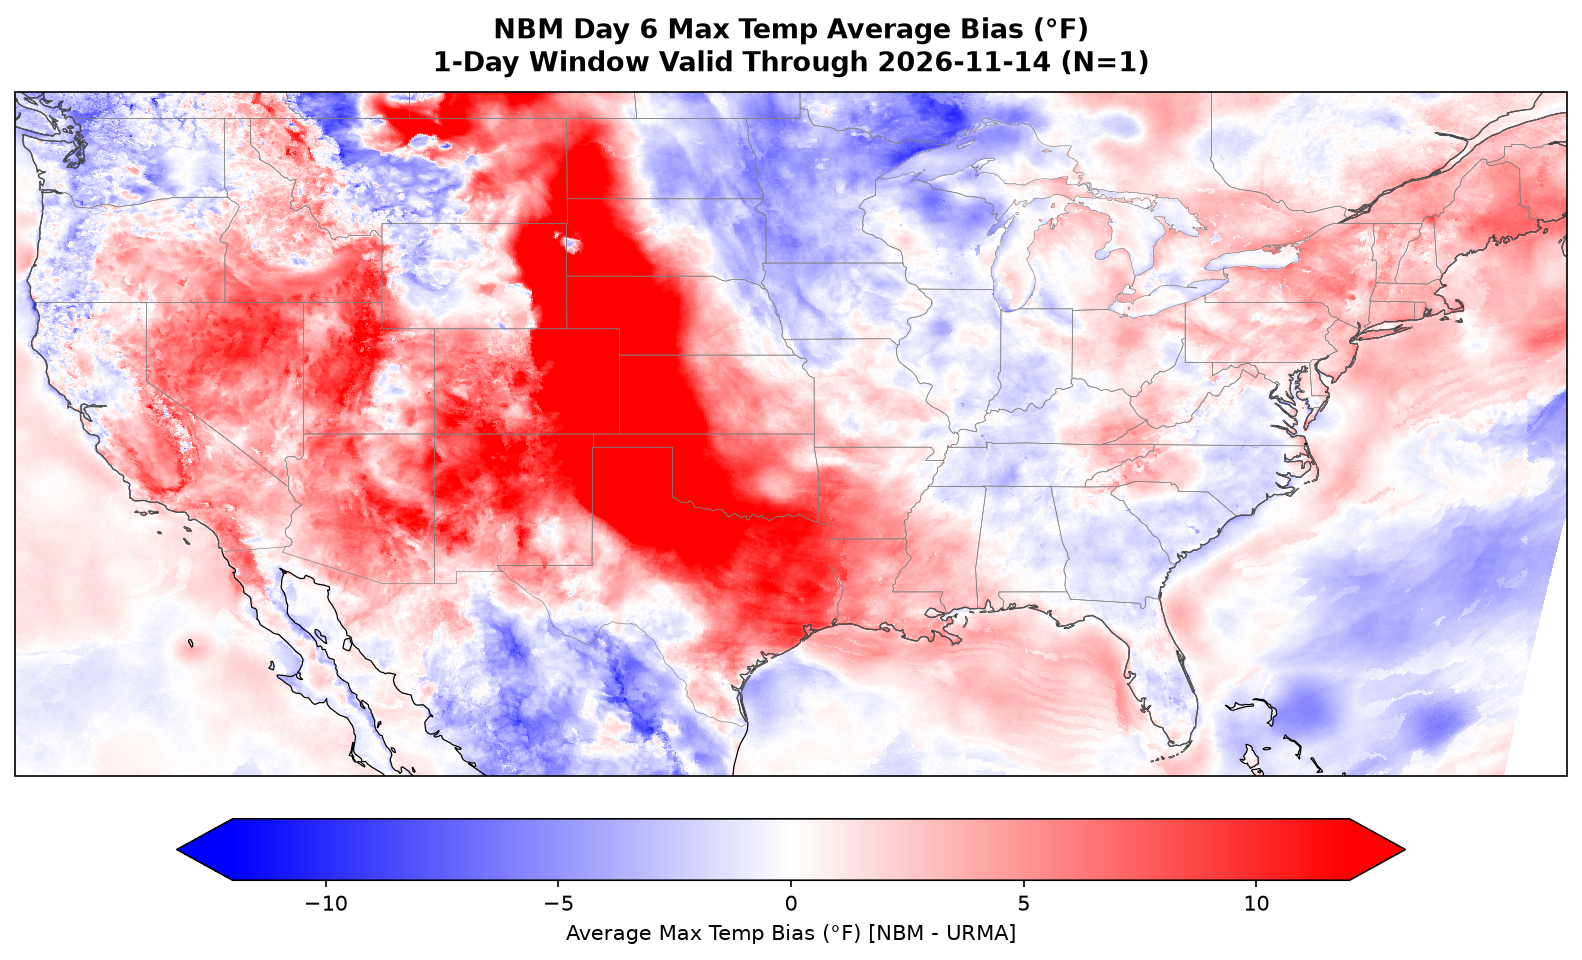 NBM Day 6 Max Temp Average Bias (°F)
1-Day Window Valid Through 2026-11-14 (N=1)
−10 −5 0 5 10
Average Max Temp Bias (°F) [NBM - URMA]